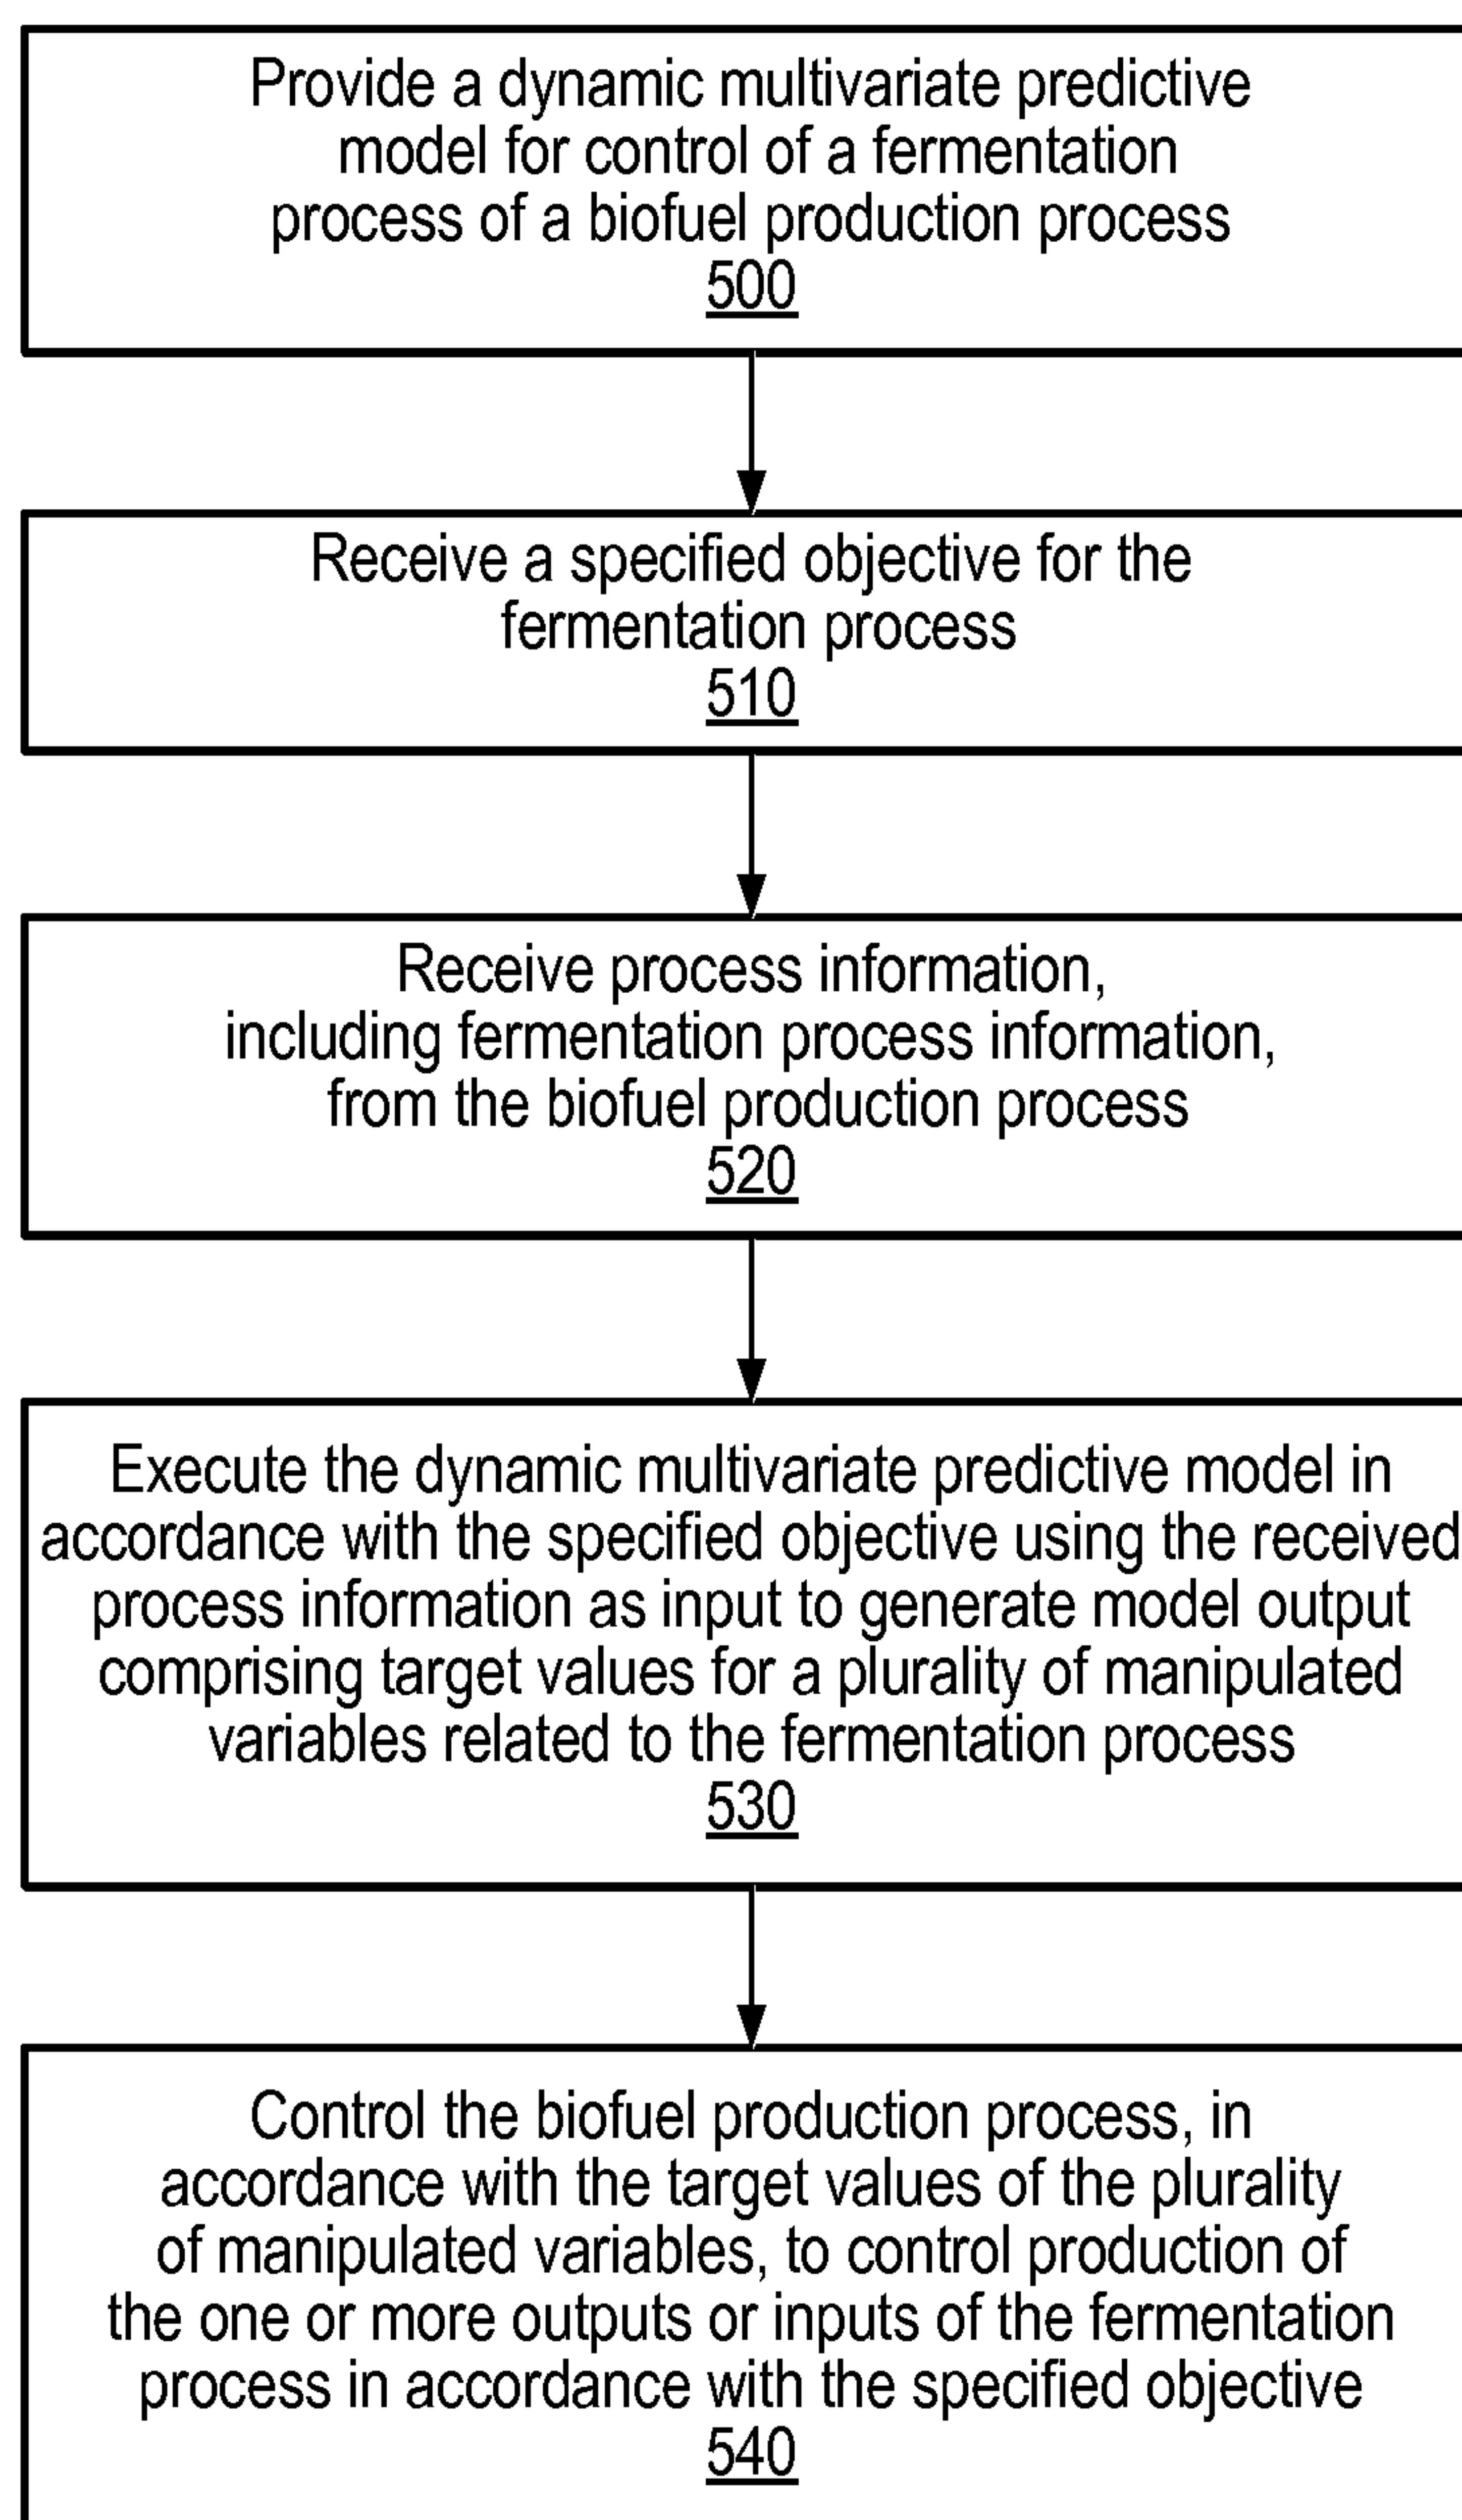 Provide a dynamic multivariate predictive
model for control of a fermentation
process of a biofuel production process
500
Receive a specified objective for the
fermentation process
510
Receive process information,
including fermentation process information,
from the biofuel production process
520
Execute the dynamic multivariate predictive model in
accordance with the specified objective using the received
process information as input to generate model output
comprising target values for a plurality of manipulated
variables related to the fermentation process
530
Control the biofuel production process, in
accordance with the target values of the plurality
of manipulated variables, to control production of
the one or more outputs or inputs of the fermentation
process in accordance with the specified objective
540